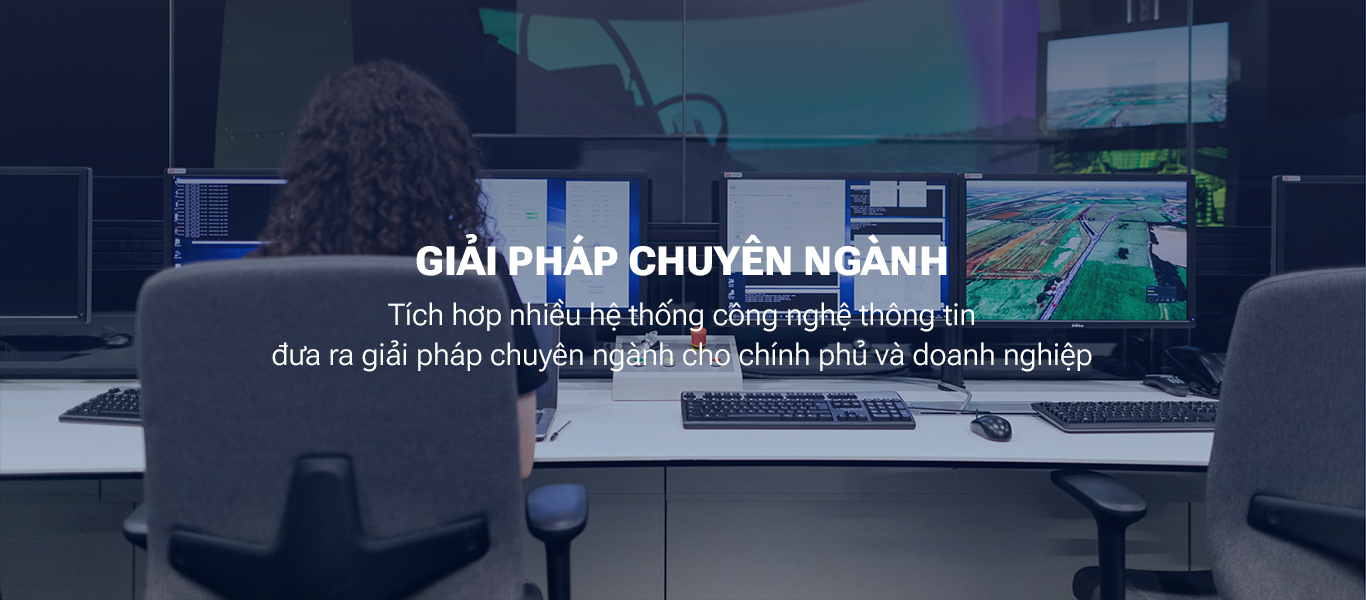 GIẢI PHÁP CHUYÊN NGÀNH
Tích hợp nhiều hệ thống công nghệ thông tin
đưa ra giải pháp chuyên ngành cho chính phủ và doanh nghiệp
DELL